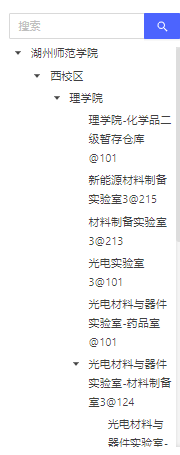 搜索
湖州师范学院
西校区
理学院
理学院-化学品二
级暂存仓库
@101
新能源材料制备
实验室3@215
材料制备实验室
3@213
光电实验室
3@101
光电材料与器件
实验室-药品室
@101
光电材料与器件
实验室-材料制备
室3@124
光电材料与
器件实验室-